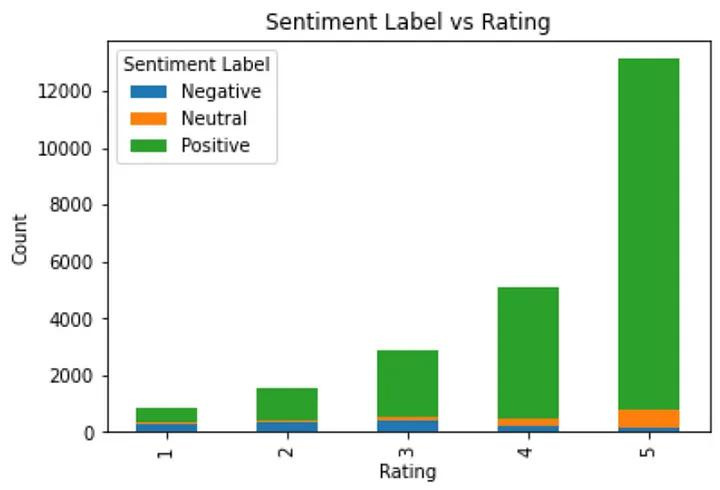 Sentiment Label vs Rating
Sentiment Label
Negative
Neutral
Positive
12000
10000
8000
6000
4000
2000
0
Count
1
2
3
4
5
Rating